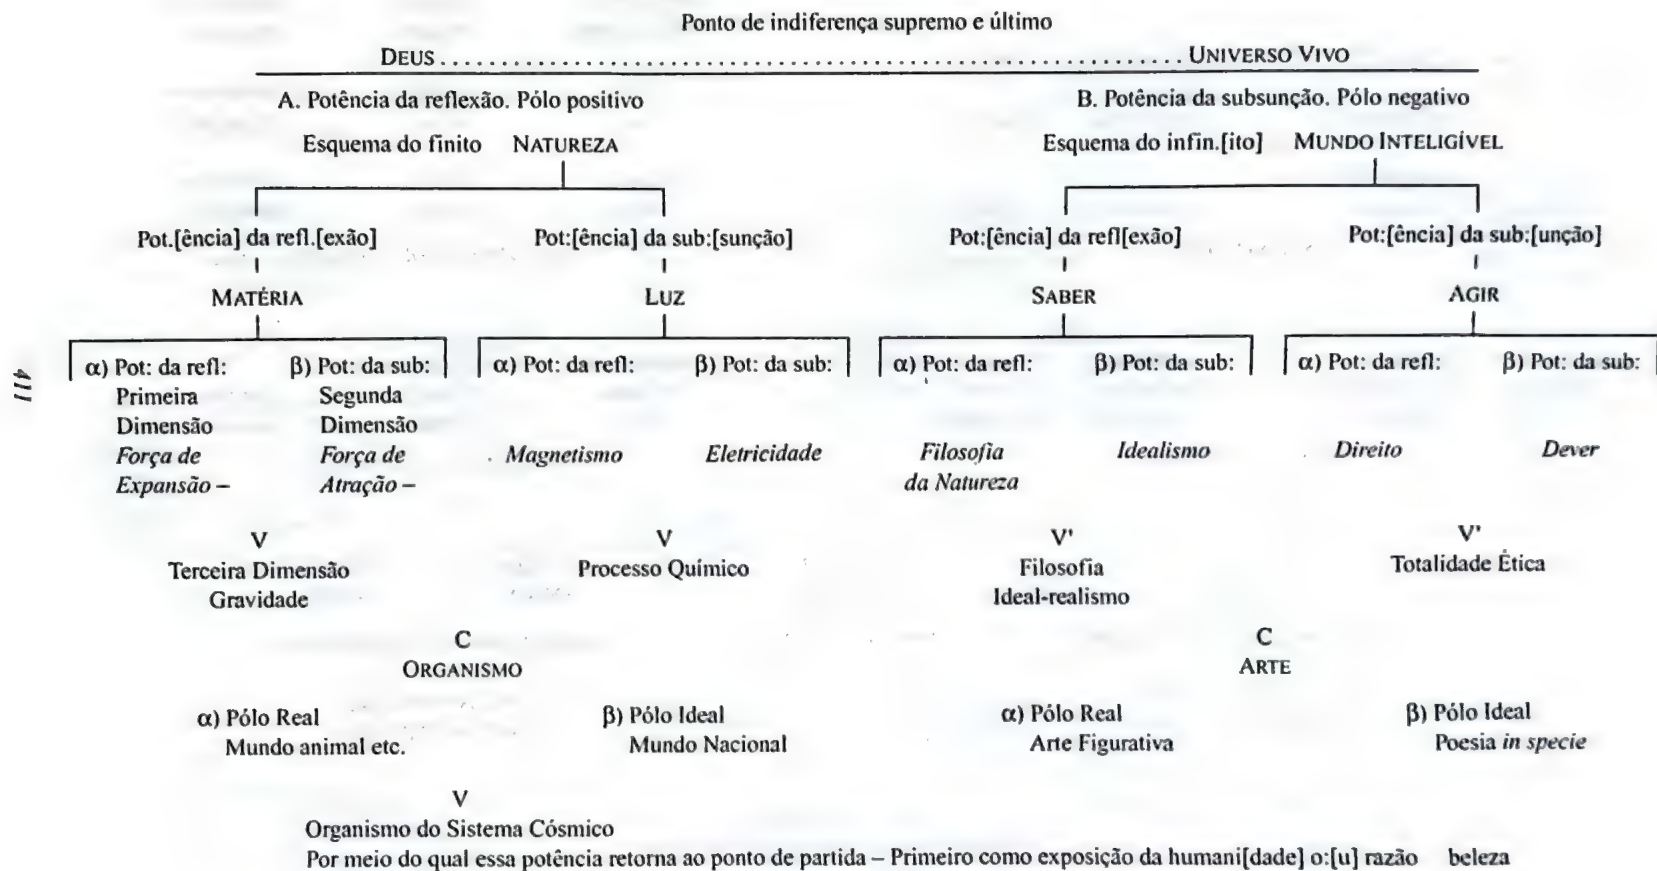 Ponto de indiferença supremo e último
DEUS . . . . . . . . . . . . . . . . . . . . . . . . . . . . . . . . . . . . . . . . . . . . . . . . . . . . . . . . . . . . . . . . UNIVERSO VIVO
A. Potência da reflexão. Pólo positivo B. Potência da subsunção. Pólo negativo
Esquema do finito NATUREZA Esquema do infin.[ito] MUNDO INTELIGÍVEL
Pot.[ência] da refl.[exão] Pot:[ência] da sub:[sunção] Pot:[ência] da refl[exão] Pot:[ência] da sub:[unção]
MATÉRIA LUZ SABER AGIR
α) Pot: da refl: β) Pot: da sub: α) Pot: da refl: β) Pot: da sub: α) Pot: da refl: β) Pot: da sub: α) Pot: da refl: β) Pot: da sub:
Primeira Segunda
Dimensão Dimensão
Força de Força de Magnetismo Eletricidade Filosofia Idealismo Direito Dever
Expansão – Atração – da Natureza
V V V' V'
Terceira Dimensão Processo Químico Filosofia Totalidade Ética
Gravidade Ideal-realismo
C C
ORGANISMO ARTE
α) Pólo Real β) Pólo Ideal α) Pólo Real β) Pólo Ideal
Mundo animal etc. Mundo Nacional Arte Figurativa Poesia in specie
V
Organismo do Sistema Cósmico
Por meio do qual essa potência retorna ao ponto de partida – Primeiro como exposição da humani[dade] o:[u] razão beleza
411